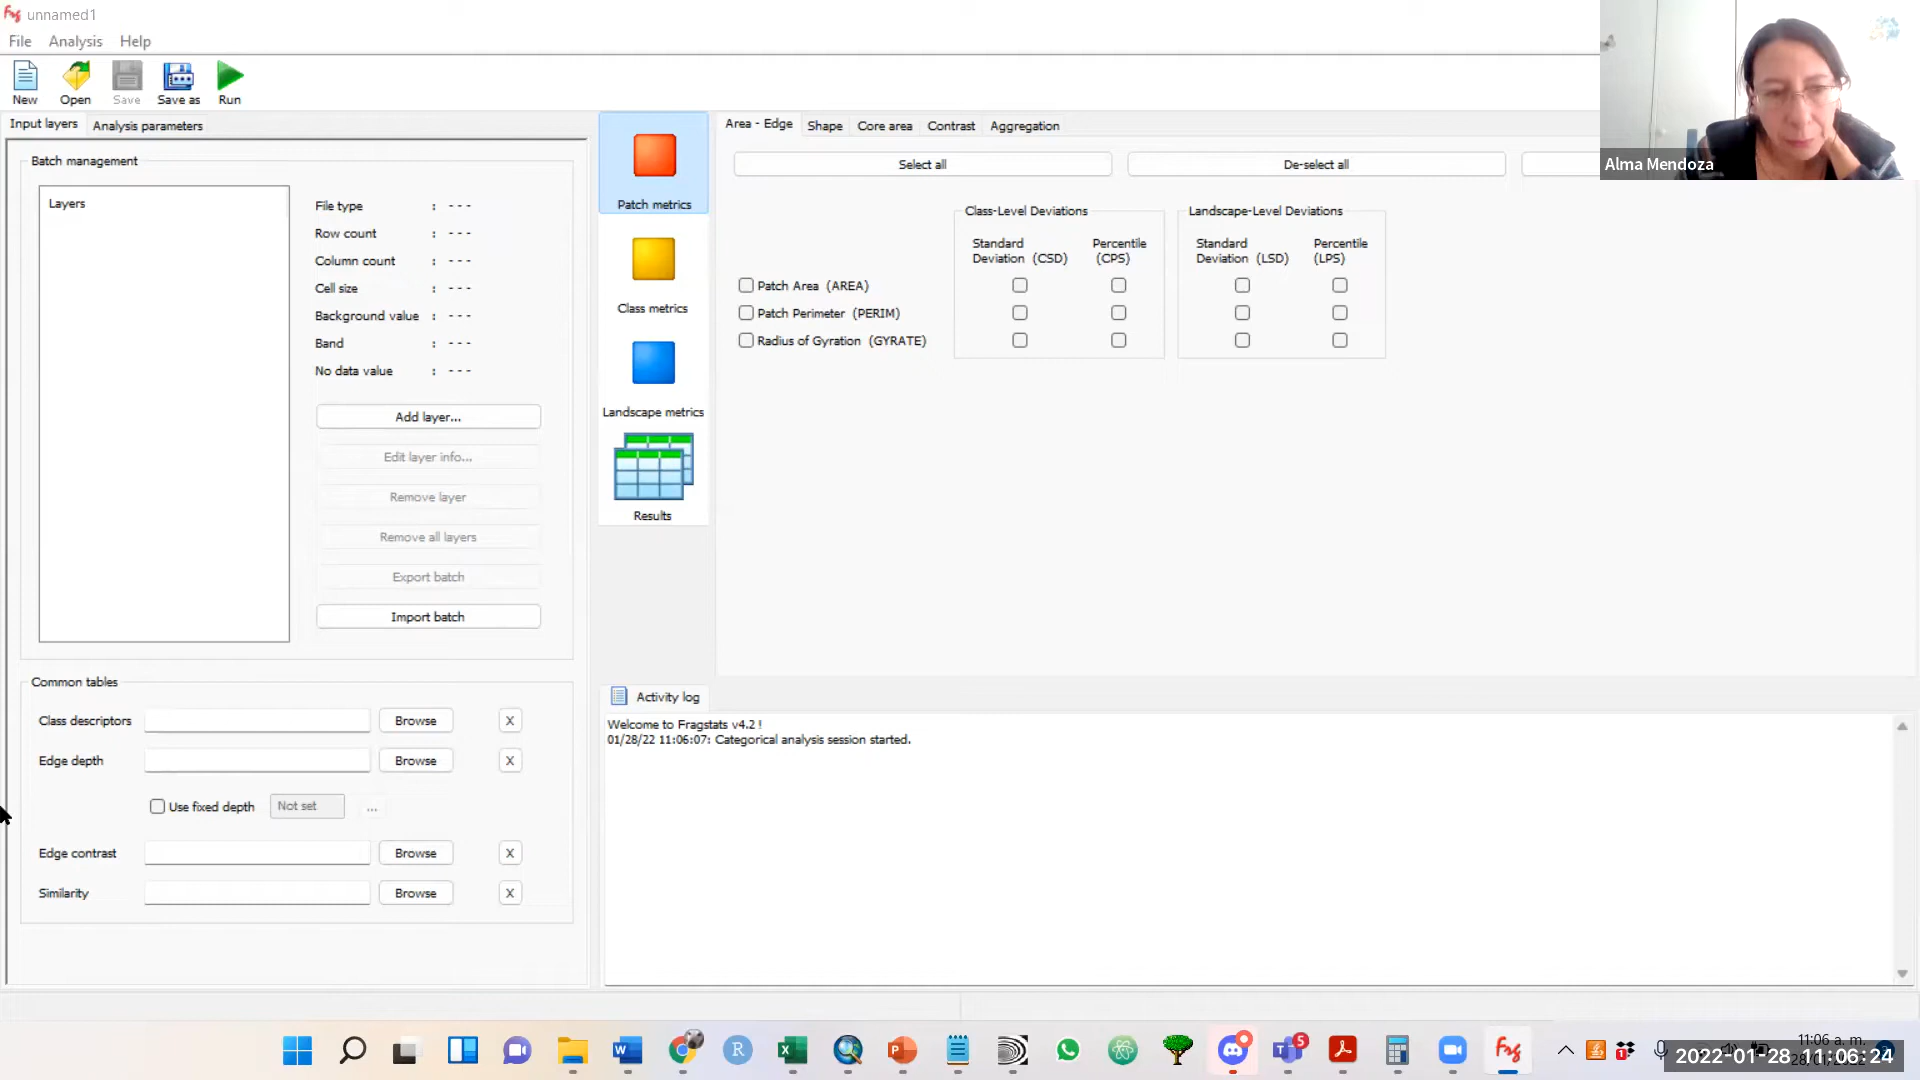 Frg unnamed1
File Analysis Help
New Open Save Save as Run
Input layers Analysis parameters
Batch management
Layers
File type : ---
Row count : ---
Column count : ---
Cell size : ---
Background value : ---
Band : ---
No data value : ---
Add layer...
Edit layer info...
Remove layer
Remove all layers
Export batch
Import batch
Common tables
Class descriptors Browse X
Edge depth Browse X
Use fixed depth Not set ...
Edge contrast Browse X
Similarity Browse X
Patch metrics
Class metrics
Landscape metrics
Results
Area - Edge Shape Core area Contrast Aggregation
Select all De-select all
Class-Level Deviations Landscape-Level Deviations
Standard Deviation (CSD) Percentile (CPS) Standard Deviation (LSD) Percentile (LPS)
Patch Area (AREA)
Patch Perimeter (PERIM)
Radius of Gyration (GYRATE)
Activity log
Welcome to Fragstats v4.2 !
01/28/22 11:06:07: Categorical analysis session started.
Alma Mendoza
5
Frg
11:06 a. m.
2022-01-28 11:06:24